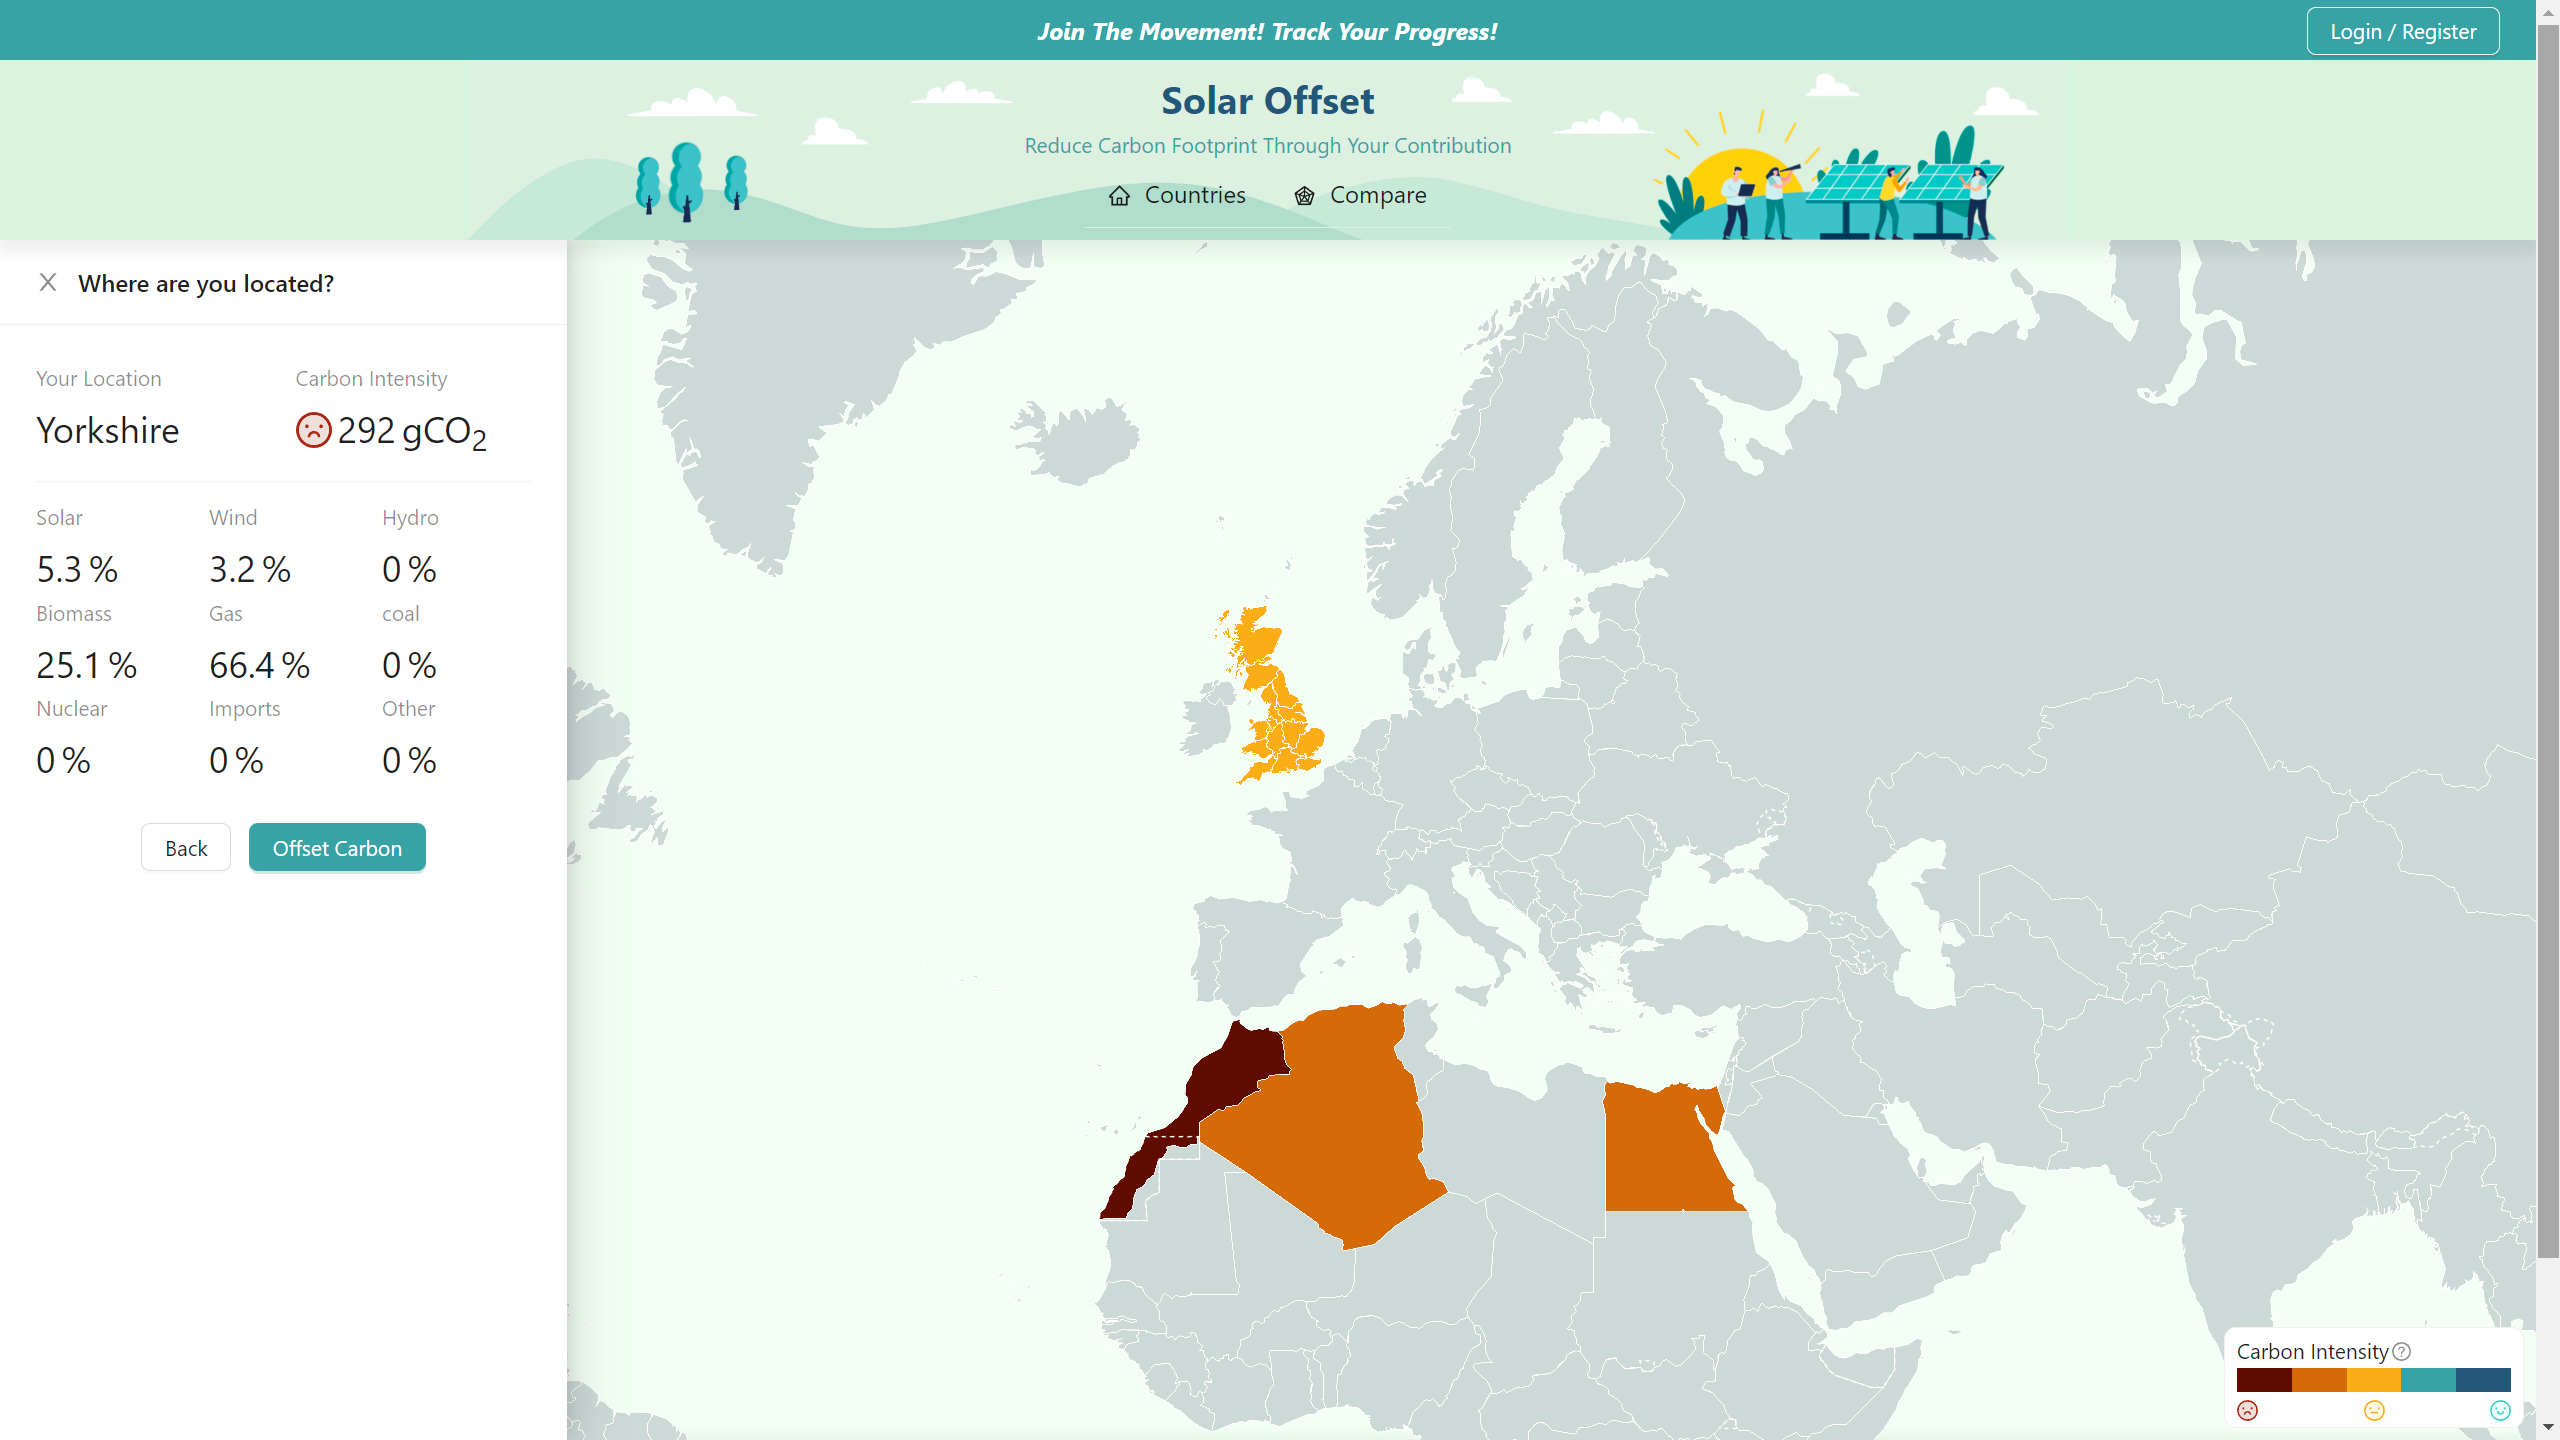 Join The Movement! Track Your Progress!
Login / Register
Solar Offset
Reduce Carbon Footprint Through Your Contribution
Countries
Compare
Where are you located?
Your Location
Carbon Intensity
Yorkshire
292 gCO2
Solar
Wind
Hydro
5.3 %
3.2 %
0 %
Biomass
Gas
coal
25.1 %
66.4 %
0 %
Nuclear
Imports
Other
0 %
0 %
0 %
Back
Offset Carbon
Carbon Intensity